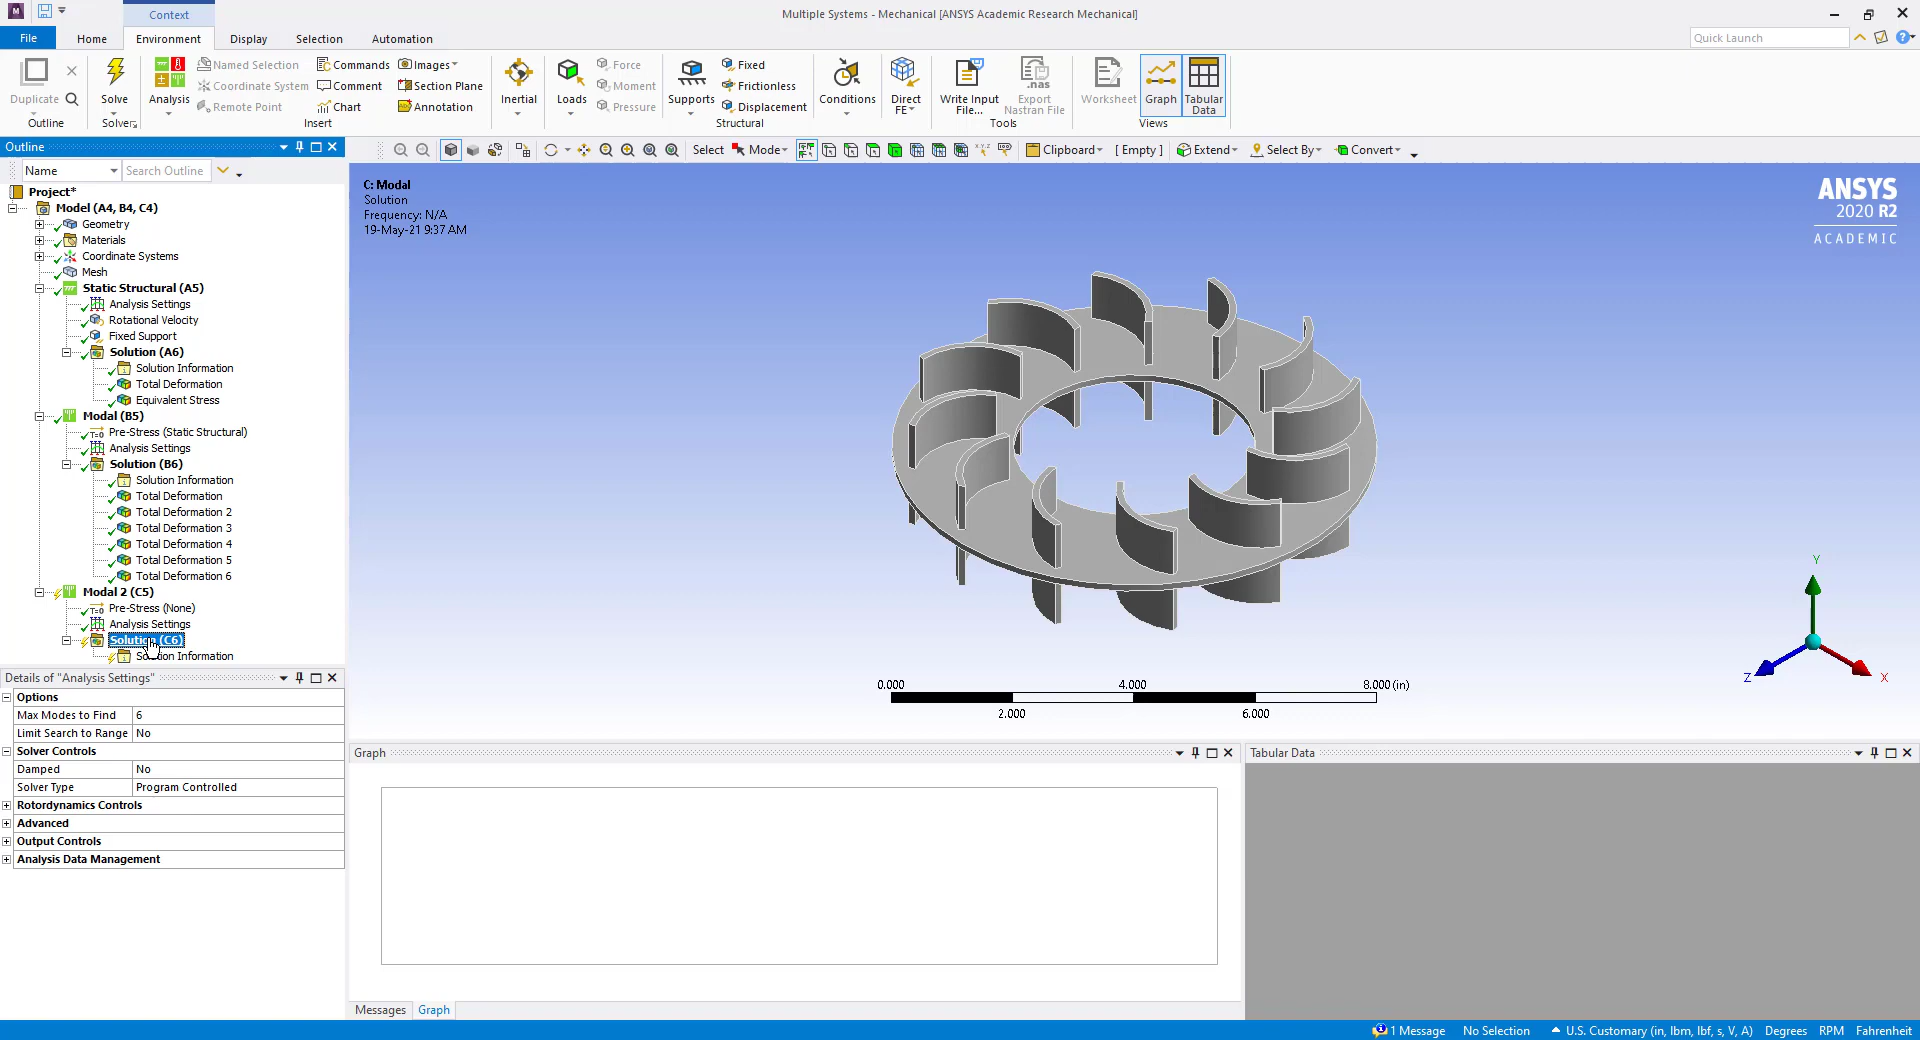 Context
Multiple Systems - Mechanical [ANSYS Academic Research Mechanical]
File
Home
Environment
Display
Selection
Automation
Quick Launch
Duplicate
Outline
Solve
Solver
Analysis
Named Selection
Coordinate System
Remote Point
Commands
Comment
Chart
Images
Section Plane
Annotation
Insert
Inertial
Loads
Force
Moment
Pressure
Supports
Fixed
Frictionless
Displacement
Structural
Conditions
Direct
FE
Write Input
File...
Export
Nastran File
Tools
Worksheet
Graph
Tabular
Data
Views
Outline
Select
Mode
Clipboard
[ Empty ]
Extend
Select By
Convert
Name
Search Outline
Project*
Model (A4, B4, C4)
Geometry
Materials
Coordinate Systems
Mesh
Static Structural (A5)
Analysis Settings
Rotational Velocity
Fixed Support
Solution (A6)
Solution Information
Total Deformation
Equivalent Stress
Modal (B5)
Pre-Stress (Static Structural)
Analysis Settings
Solution (B6)
Solution Information
Total Deformation
Total Deformation 2
Total Deformation 3
Total Deformation 4
Total Deformation 5
Total Deformation 6
Modal 2 (C5)
Pre-Stress (None)
Analysis Settings
Solution (C6)
Solution Information
C: Modal
Solution
Frequency: N/A
19-May-21 9:37 AM
ANSYS
2020 R2
ACADEMIC
0.000
4.000
8.000 (in)
2.000
6.000
Y
Z
X
Details of "Analysis Settings"
Options
Max Modes to Find 6
Limit Search to Range No
Solver Controls
Damped No
Solver Type Program Controlled
Rotordynamics Controls
Advanced
Output Controls
Analysis Data Management
Graph
Tabular Data
Messages
Graph
1 Message
No Selection
U.S. Customary (in, lbm, lbf, s, V, A)
Degrees
RPM
Fahrenheit